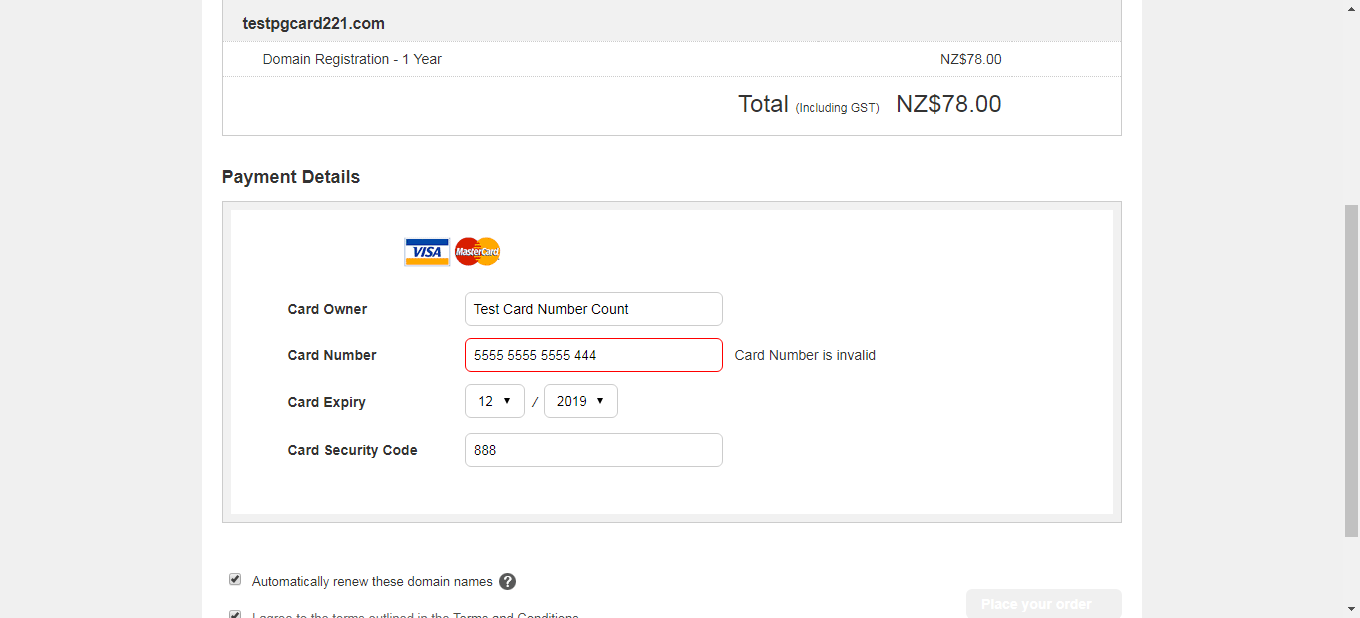 testpgcard221.com
Domain Registration - 1 Year NZ$78.00
Total (Including GST) NZ$78.00
Payment Details
VISA MasterCard
Card Owner Test Card Number Count
Card Number 5555 5555 5555 444 Card Number is invalid
Card Expiry 12 / 2019
Card Security Code 888
Automatically renew these domain names ?
Place your order
I agree to the terms outlined in the Terms and Conditions